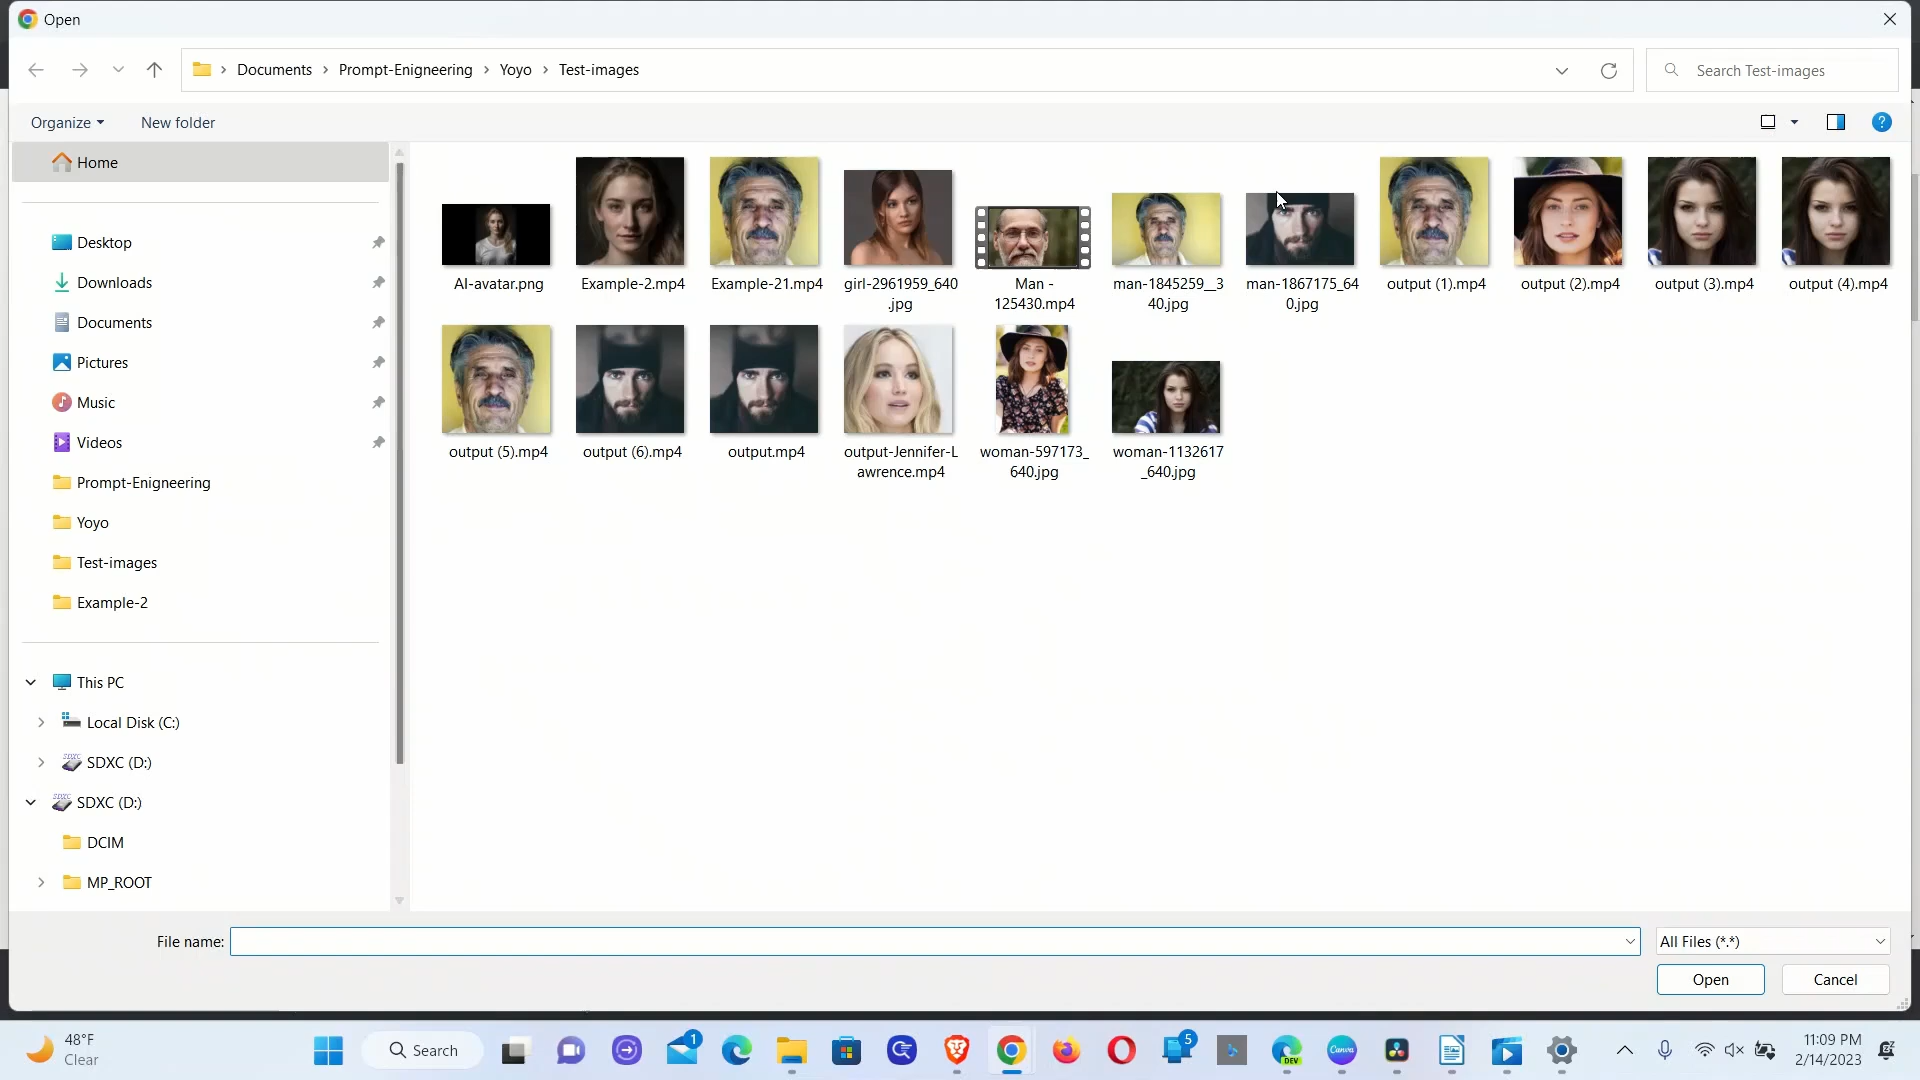 Open
Documents
Prompt-Enigneering
Yoyo
Test-images
Search Test-images
Organize
New folder
?
Home
Desktop
Downloads
Documents
Pictures
Music
Videos
Prompt-Enigneering
Yoyo
Test-images
Example-2
This PC
Local Disk (C:)
SDXC (D:)
SDXC (D:)
DCIM
MP_ROOT
AI-avatar.png
Example-2.mp4
Example-21.mp4
girl-2961959_640
.jpg
Man -
125430.mp4
man-1845259__3
40.jpg
man-1867175_64
0.jpg
output (1).mp4
output (2).mp4
output (3).mp4
output (4).mp4
output (5).mp4
output (6).mp4
output.mp4
output-Jennifer-L
awrence.mp4
woman-597173_
640.jpg
woman-1132617
_640.jpg
File name:
All Files (*.*)
Open
Cancel
48°F
Clear
Search
1
5
DEV
Canva
11:09 PM
2/14/2023